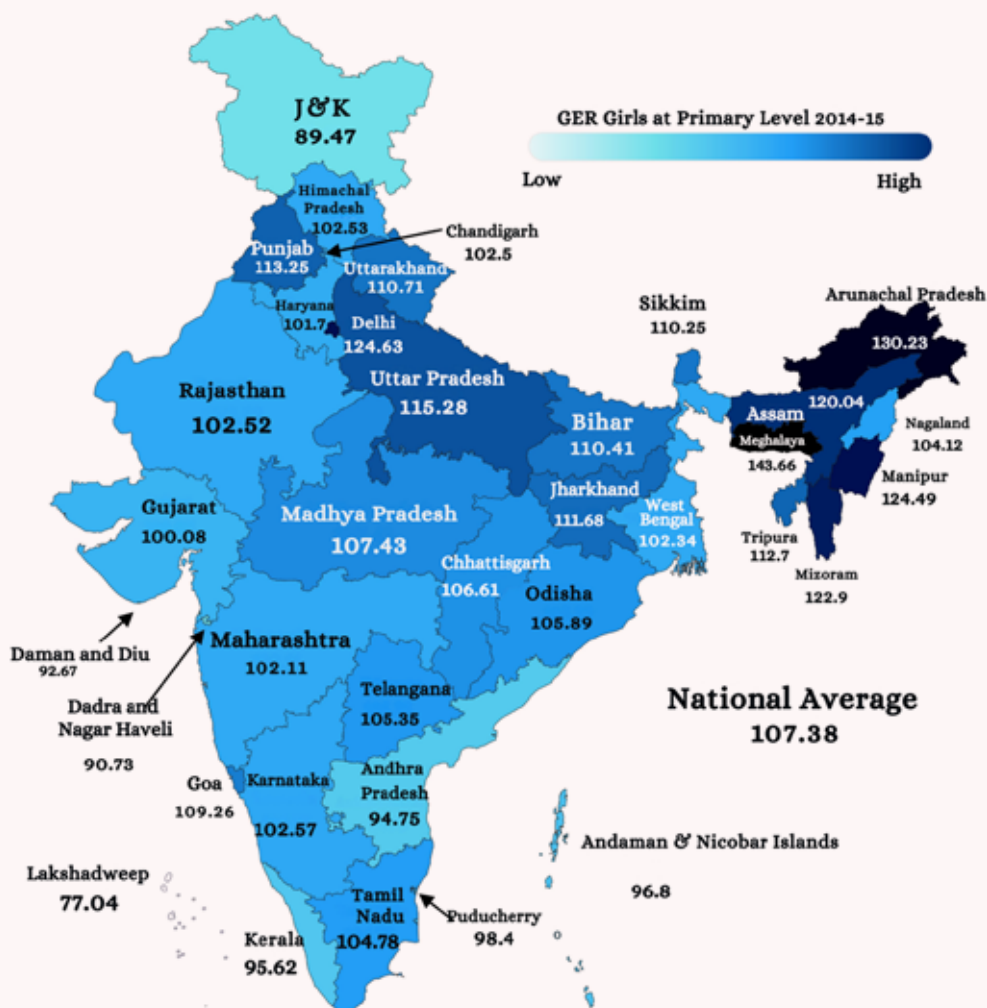 GER Girls at Primary Level 2014-15
Low
High
J&K
89.47
Himachal
Pradesh
102.53
Chandigarh
102.5
Punjab
113.25
Uttarakhand
110.71
Haryana
101.7
Delhi
124.63
Sikkim
110.25
Arunachal Pradesh
130.23
Rajasthan
102.52
Uttar Pradesh
115.28
Bihar
110.41
Assam
120.04
Meghalaya
143.66
Nagaland
104.12
Manipur
124.49
Tripura
112.7
Mizoram
122.9
Gujarat
100.08
Madhya Pradesh
107.43
Jharkhand
111.68
West
Bengal
102.34
Chhattisgarh
106.61
Odisha
105.89
Daman and Diu
92.67
Dadra and
Nagar Haveli
90.73
Maharashtra
102.11
Telangana
105.35
National Average
107.38
Goa
109.26
Karnataka
102.57
Andhra
Pradesh
94.75
Andaman & Nicobar Islands
96.8
Lakshadweep
77.04
Kerala
95.62
Tamil
Nadu
104.78
Puducherry
98.4